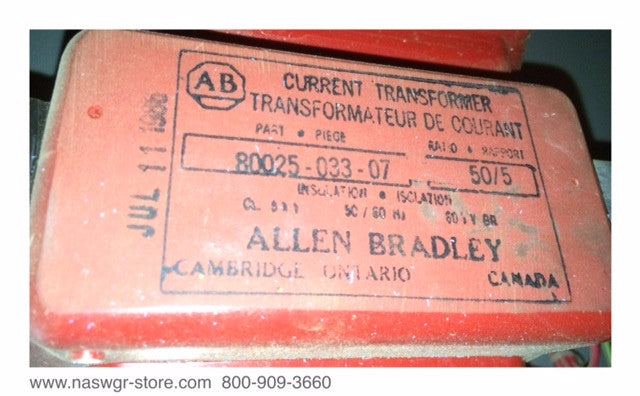 AB
CURRENT TRANSFORMER
TRANSFORMATEUR DE COURANT
PART • PIECE RATIO • RAPPORT
80025-033-07 50/5
INSULATION • ISOLATION
50/60 Hz BR
ALLEN BRADLEY
CAMBRIDGE ONTARIO CANADA
JUL 11
www.naswgr-store.com 800-909-3660